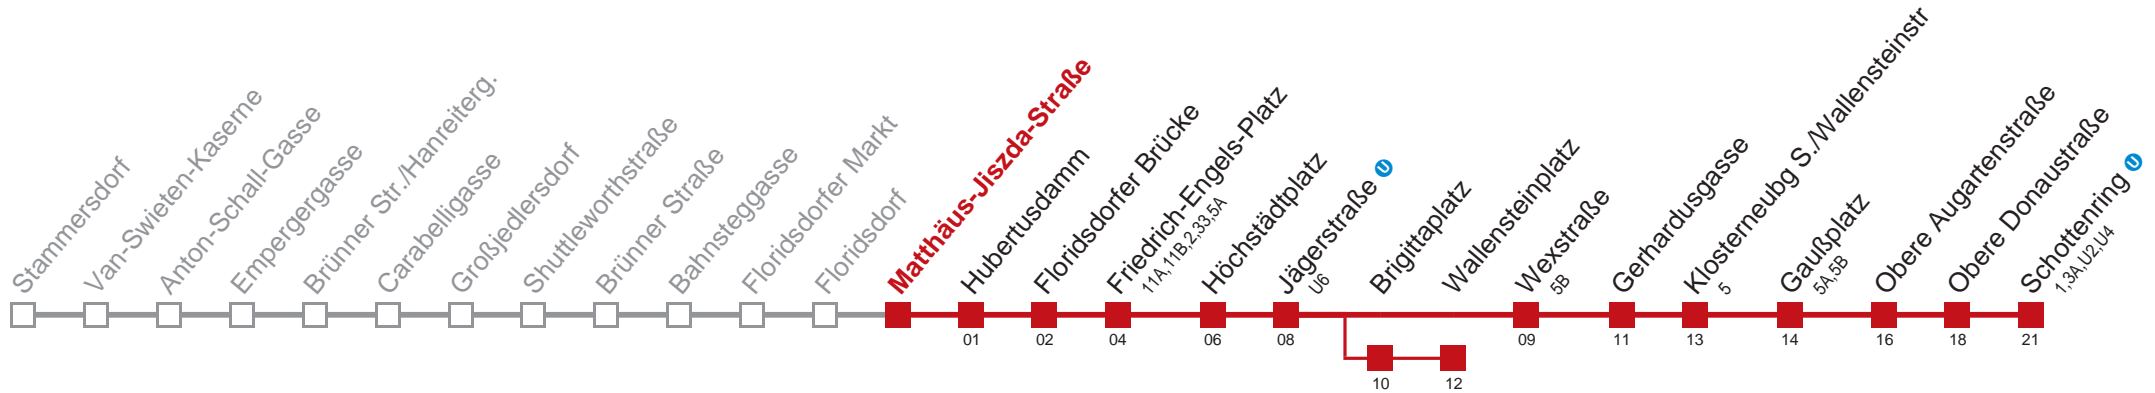 Stammersdorf
Van-Swieten-Kaserne
Anton-Schall-Gasse
Empergergasse
Brünner Str./Hanreiterg.
Carabelligasse
Großjedlersdorf
Shuttleworthstraße
Brünner Straße
Bahnsteggasse
Floridsdorfer Markt
Floridsdorf
Matthäus-Jiszda-Straße
Hubertusdamm
Floridsdorfer Brücke
Friedrich-Engels-Platz
11A,11B,2,33,5A
Höchstädtplatz
Jägerstraße U
U6
Brigittaplatz
Wallensteinplatz
Wexstraße
5B
Gerhardusgasse
Klosterneubg S./Wallensteinstr
5
Gaußplatz
5A,5B
Obere Augartenstraße
Obere Donaustraße
Schottenring U
1,3A,U2,U4
01 02 04 06 08 09 11 13 14 16 18 21
10 12